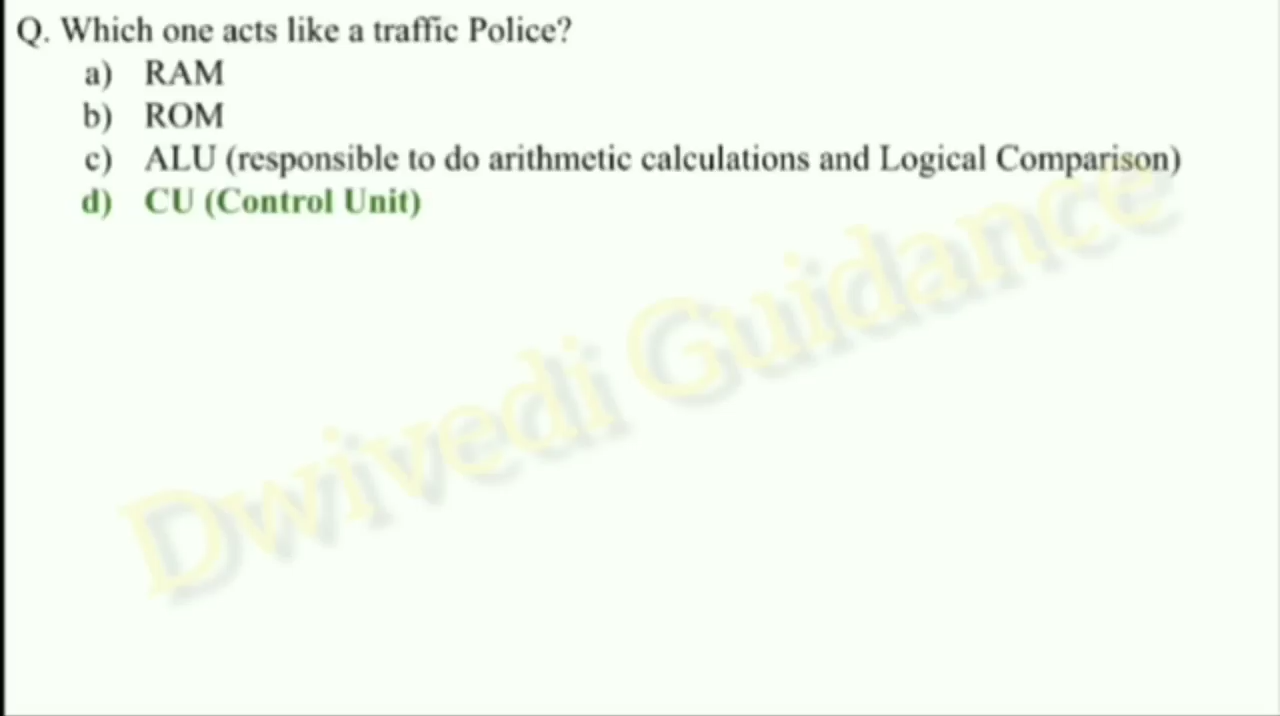 Q. Which one acts like a traffic Police?
a) RAM
b) ROM
c) ALU (responsible to do arithmetic calculations and Logical Comparison)
d) CU (Control Unit)
Dwivedi Guidance